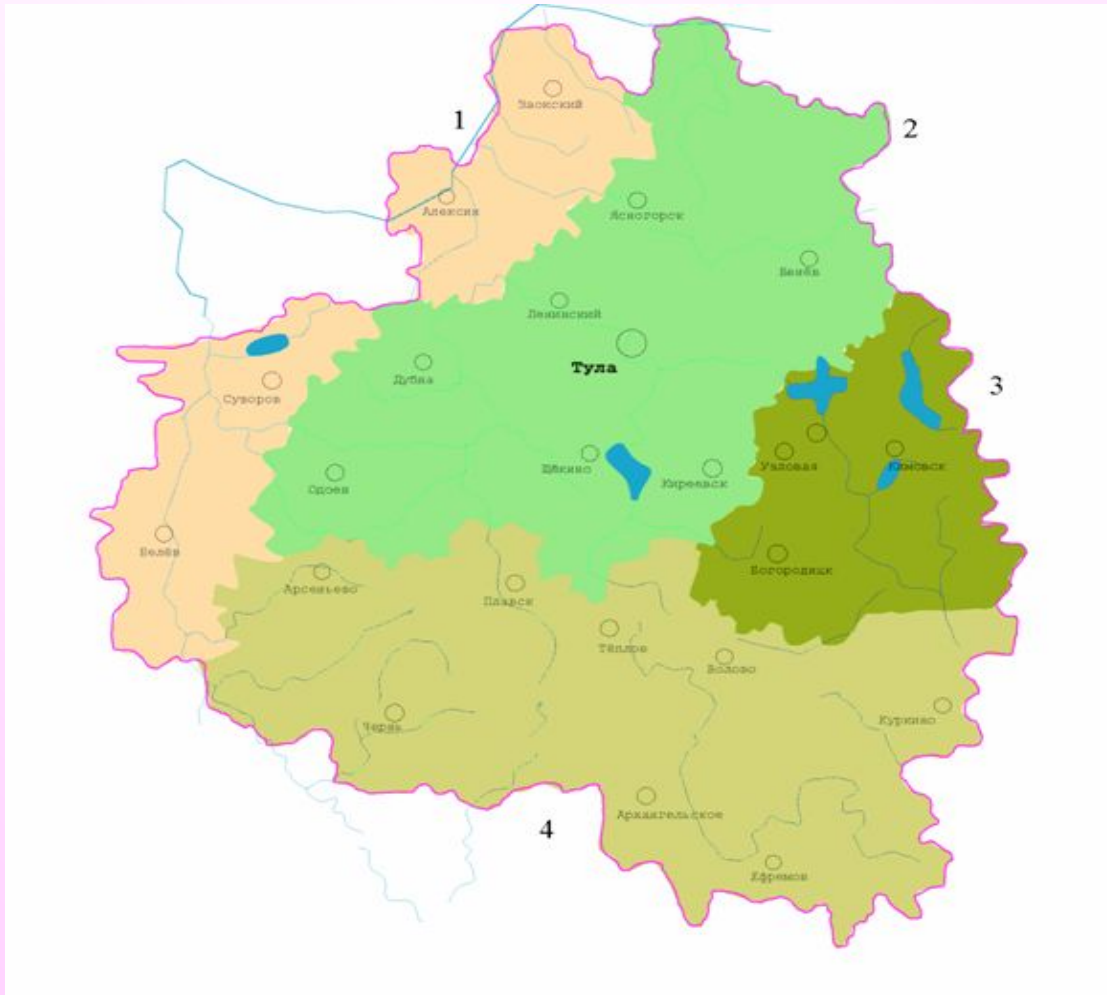 Заокский
1
2
Алексин
Ясногорск
Венёв
Ленинский
Тула
Дубна
3
Суворов
Узловая
Кимовск
Щёкино
Киреевск
Одоев
Белёв
Богородицк
Арсеньево
Плавск
Тёплое
Волово
Куркино
Чернь
Архангельское
4
Ефремов